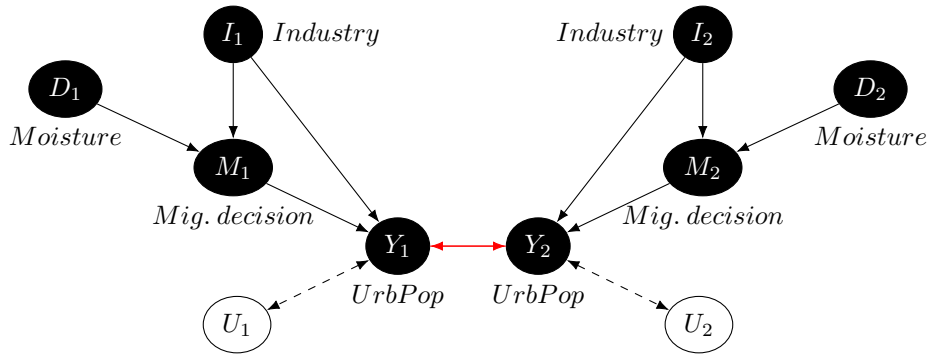 I₁ Industry
Industry I₂
D₁
D₂
Moisture
Moisture
M₁
M₂
Mig. decision
Mig. decision
Y₁
Y₂
UrbPop
UrbPop
U₁
U₂